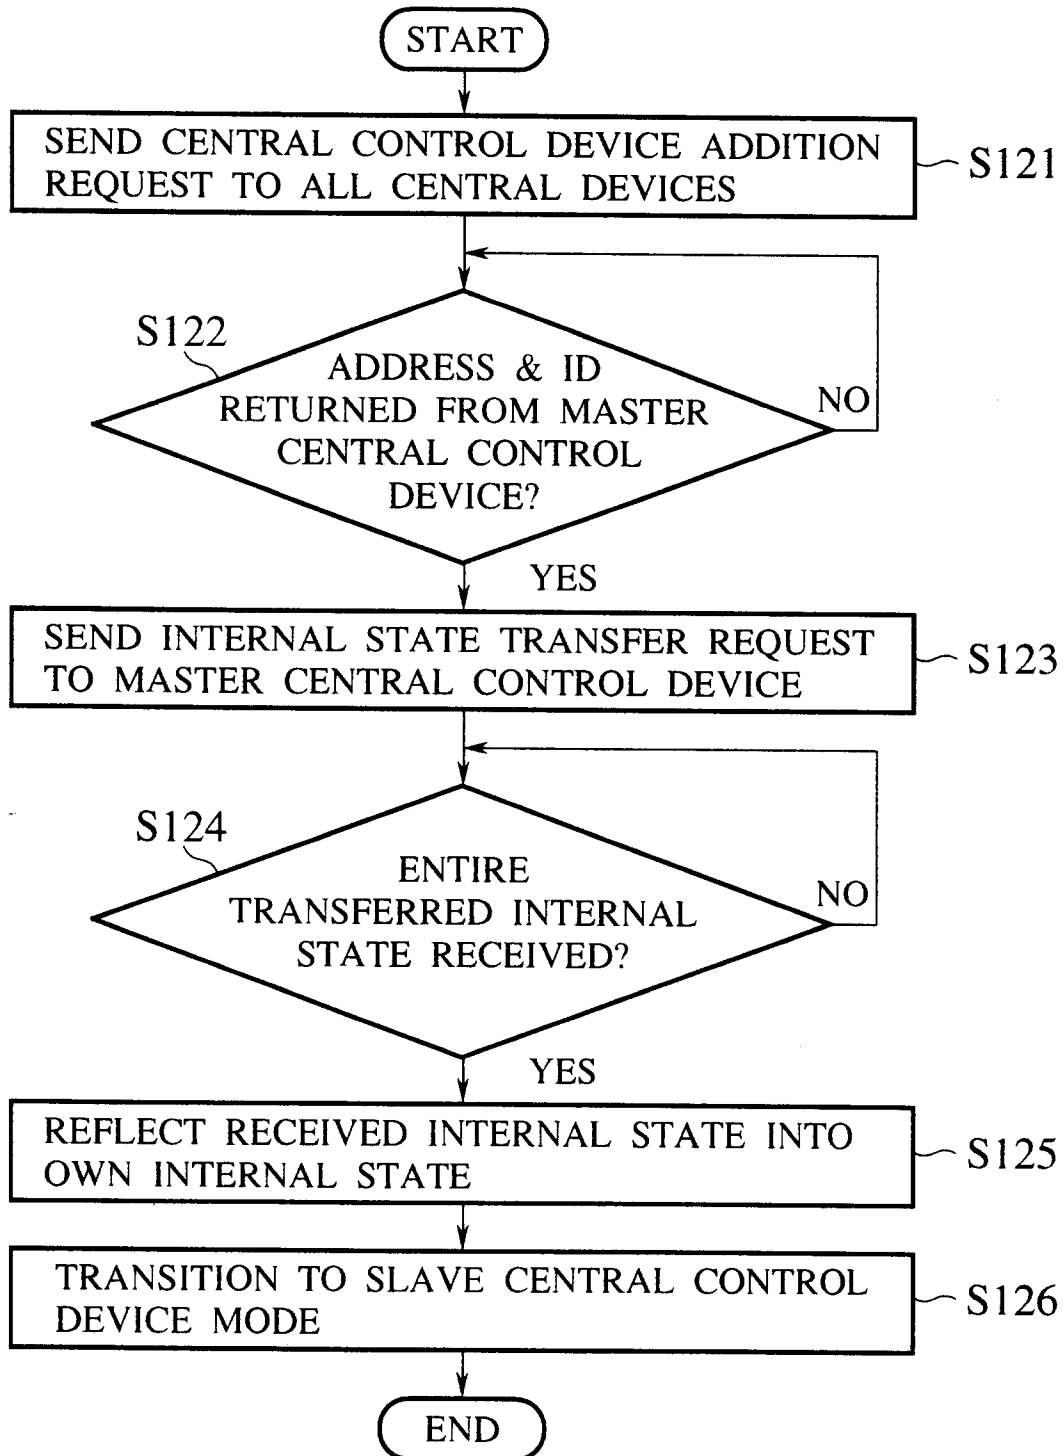 START
SEND CENTRAL CONTROL DEVICE ADDITION
REQUEST TO ALL CENTRAL DEVICES
S121
S122
ADDRESS & ID
RETURNED FROM MASTER
CENTRAL CONTROL
DEVICE?
NO
YES
SEND INTERNAL STATE TRANSFER REQUEST
TO MASTER CENTRAL CONTROL DEVICE
S123
S124
ENTIRE
TRANSFERRED INTERNAL
STATE RECEIVED?
NO
YES
REFLECT RECEIVED INTERNAL STATE INTO
OWN INTERNAL STATE
S125
TRANSITION TO SLAVE CENTRAL CONTROL
DEVICE MODE
S126
END